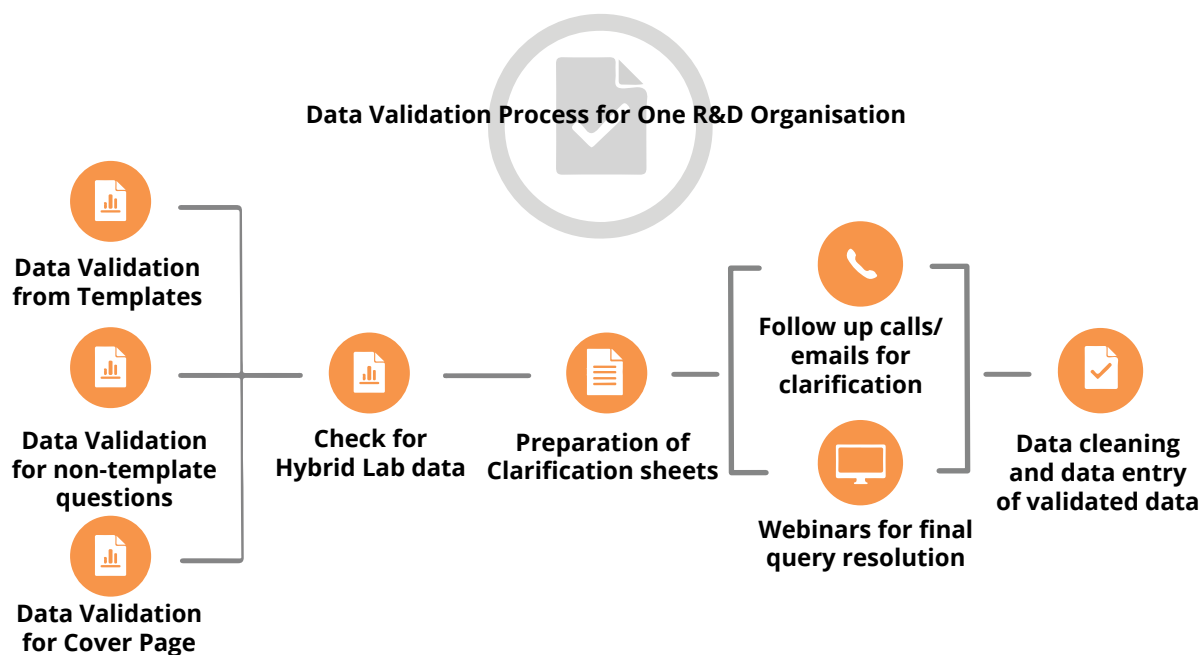 Data Validation Process for One R&D Organisation
Data Validation
from Templates
Data Validation
for non-template
questions
Data Validation
for Cover Page
Check for
Hybrid Lab data
Preparation of
Clarification sheets
Follow up calls/
emails for
clarification
Webinars for final
query resolution
Data cleaning
and data entry
of validated data